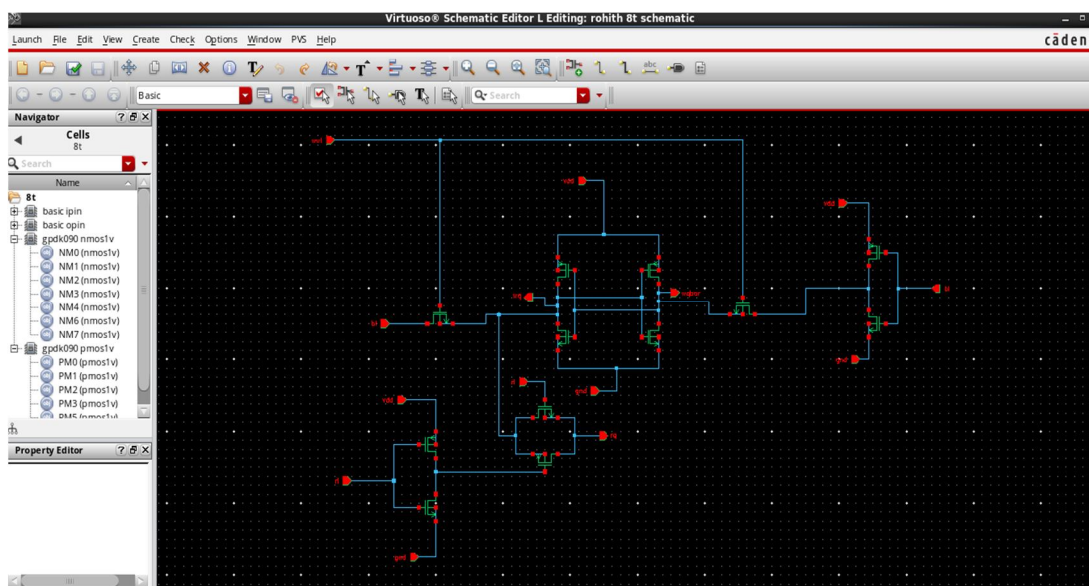 Virtuoso® Schematic Editor L Editing: rohith 8t schematic
Launch File Edit View Create Check Options Window PVS Help
cāden
Basic
Search
Navigator
Cells
8t
Search
Name
8t
basic ipin
basic opin
gpdk090 nmos1v
NM0 (nmos1v)
NM1 (nmos1v)
NM2 (nmos1v)
NM3 (nmos1v)
NM4 (nmos1v)
NM6 (nmos1v)
NM7 (nmos1v)
gpdk090 pmos1v
PM0 (pmos1v)
PM1 (pmos1v)
PM2 (pmos1v)
PM3 (pmos1v)
PM5 (pmos1v)
Property Editor
vdd
vdd
gnd
gnd
vdd
gnd